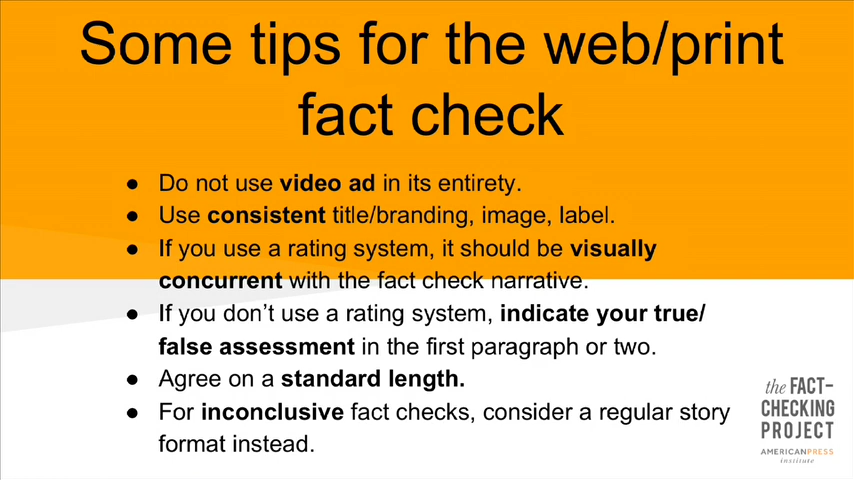 Some tips for the web/print
fact check
● Do not use video ad in its entirety.
● Use consistent title/branding, image, label.
● If you use a rating system, it should be visually
concurrent with the fact check narrative.
● If you don’t use a rating system, indicate your true/
false assessment in the first paragraph or two.
● Agree on a standard length.
● For inconclusive fact checks, consider a regular story
format instead.
the FACT-
CHECKING
PROJECT
AMERICANPRESS
institute